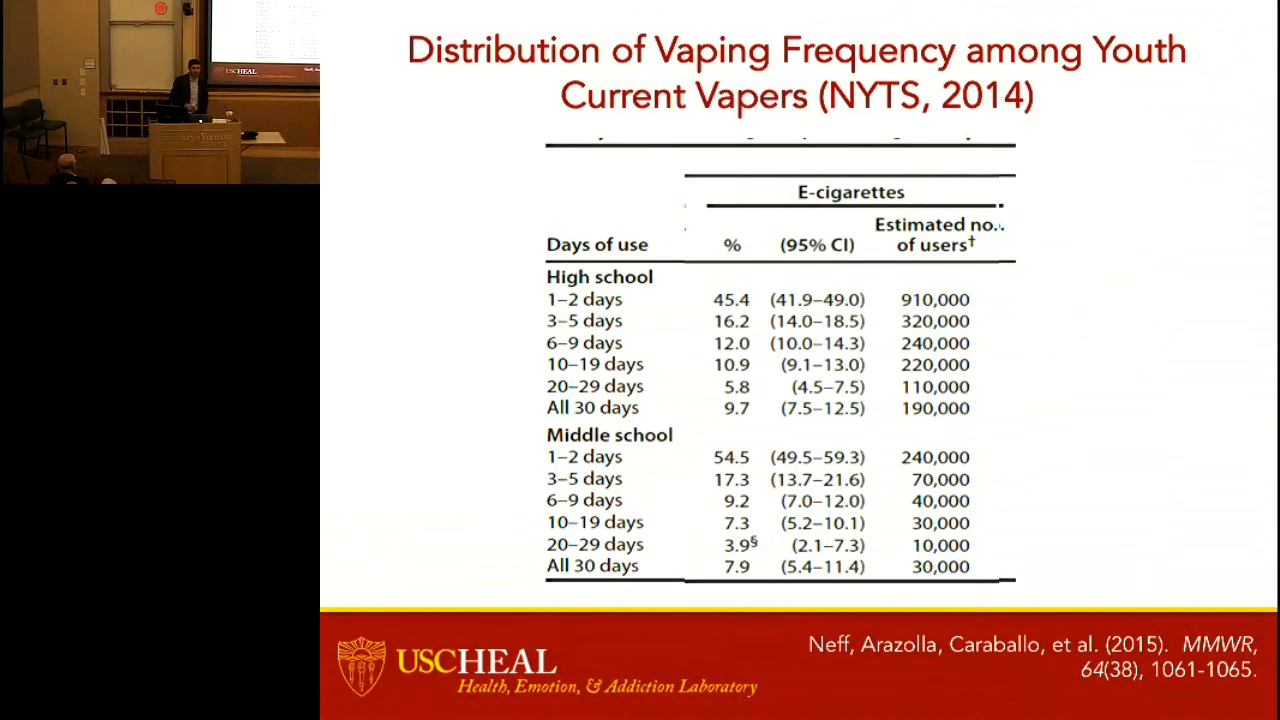 USCHEAL
Distribution of Vaping Frequency among Youth
Current Vapers (NYTS, 2014)
E-cigarettes
Days of use % (95% CI) Estimated no. of users†
High school
1–2 days 45.4 (41.9–49.0) 910,000
3–5 days 16.2 (14.0–18.5) 320,000
6–9 days 12.0 (10.0–14.3) 240,000
10–19 days 10.9 (9.1–13.0) 220,000
20–29 days 5.8 (4.5–7.5) 110,000
All 30 days 9.7 (7.5–12.5) 190,000
Middle school
1–2 days 54.5 (49.5–59.3) 240,000
3–5 days 17.3 (13.7–21.6) 70,000
6–9 days 9.2 (7.0–12.0) 40,000
10–19 days 7.3 (5.2–10.1) 30,000
20–29 days 3.9§ (2.1–7.3) 10,000
All 30 days 7.9 (5.4–11.4) 30,000
USCHEAL
Health, Emotion, & Addiction Laboratory
Neff, Arazolla, Caraballo, et al. (2015). MMWR,
64(38), 1061-1065.